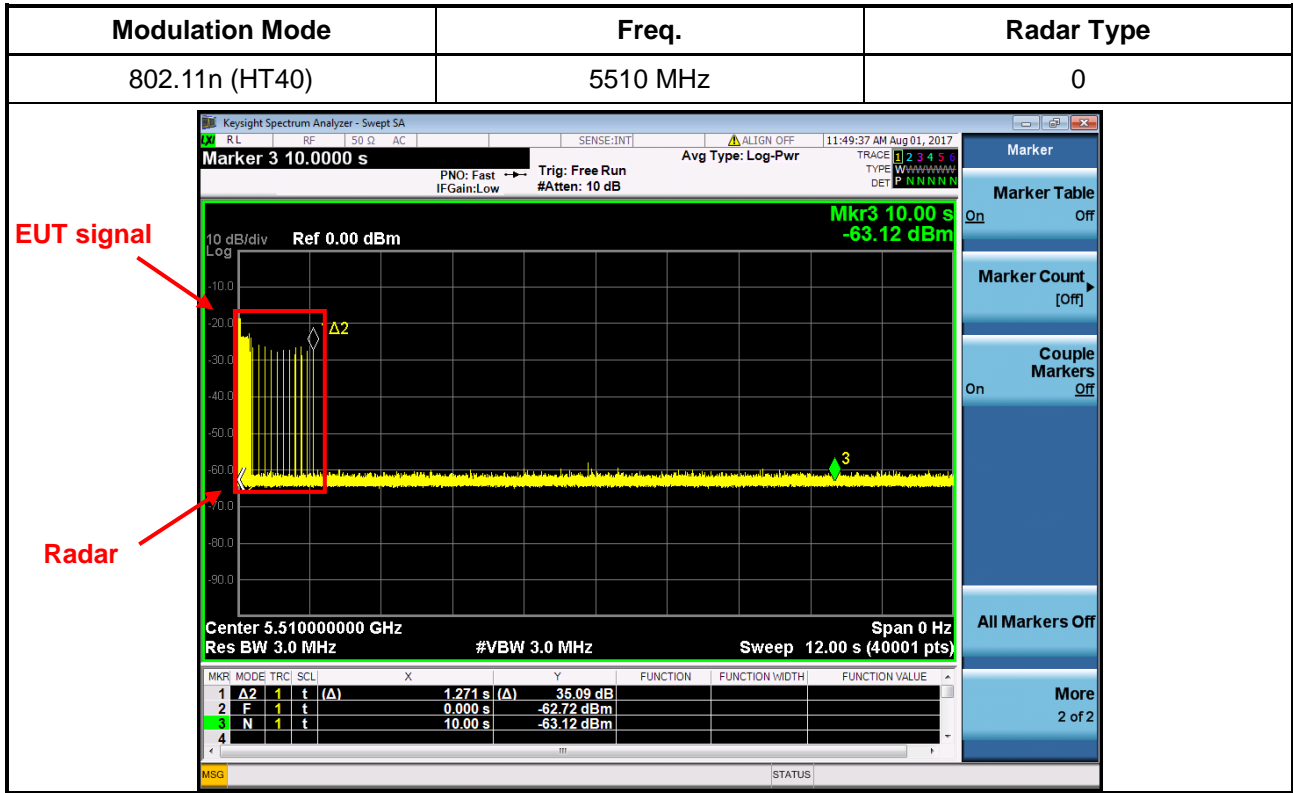 Modulation Mode Freq. Radar Type
802.11n (HT40) 5510 MHz 0
Keysight Spectrum Analyzer - Swept SA
LXI RL RF 50 Ω AC SENSE:INT ALIGN OFF 11:49:37 AM Aug 01, 2017
Marker 3 10.0000 s
PNO: Fast
IFGain:Low
Trig: Free Run
#Atten: 10 dB
Avg Type: Log-Pwr
TRACE 1 2 3 4 5 6
TYPE WWWWWW
DET P N N N N N
Mkr3 10.00 s
-63.12 dBm
10 dB/div Ref 0.00 dBm
Log
-10.0
-20.0
-30.0
-40.0
-50.0
-60.0
-70.0
-80.0
-90.0
EUT signal
Radar
Δ2
3
Center 5.510000000 GHz Span 0 Hz
Res BW 3.0 MHz #VBW 3.0 MHz Sweep 12.00 s (40001 pts)
MKR MODE TRC SCL X Y FUNCTION FUNCTION WIDTH FUNCTION VALUE
1 Δ2 1 t (Δ) 1.271 s (Δ) 35.09 dB
2 F 1 t 0.000 s -62.72 dBm
3 N 1 t 10.00 s -63.12 dBm
4
MSG STATUS
Marker
Marker Table
On Off
Marker Count
[Off]
Couple
Markers
On Off
All Markers Off
More
2 of 2